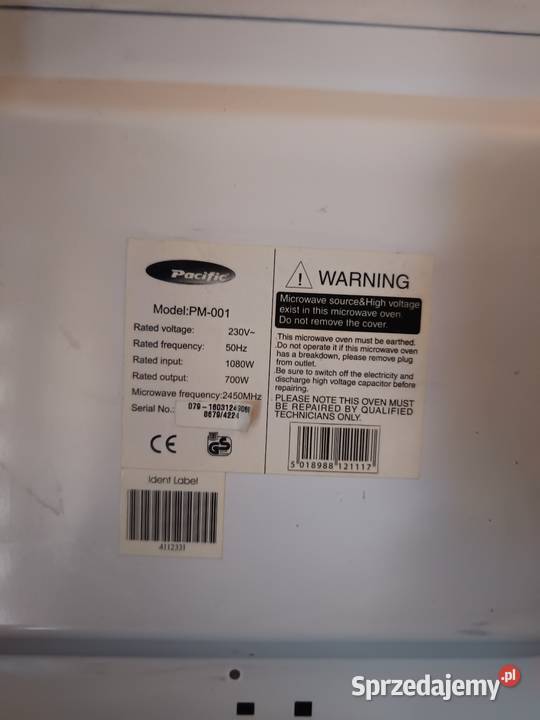 Pacific
Model:PM-001
Rated voltage: 230V~
Rated frequency: 50Hz
Rated input: 1080W
Rated output: 700W
Microwave frequency:2450MHz
Serial No.:
0679/4224
CE
GS
Ident Label
4112331
WARNING
Microwave source&High voltage
exist in this microwave oven.
Do not remove the cover.
This microwave oven must be earthed.
.Do not operate it if this microwave oven
has a breakdown, please remove plug
from outlet.
.Be sure to switch off the electricity and
discharge high voltage capacitor before
repairing.
.PLEASE NOTE THIS OVEN MUST
BE REPAIRED BY QUALIFIED
TECHNICIANS ONLY.
5 018988 121117
Sprzedajemy.pl